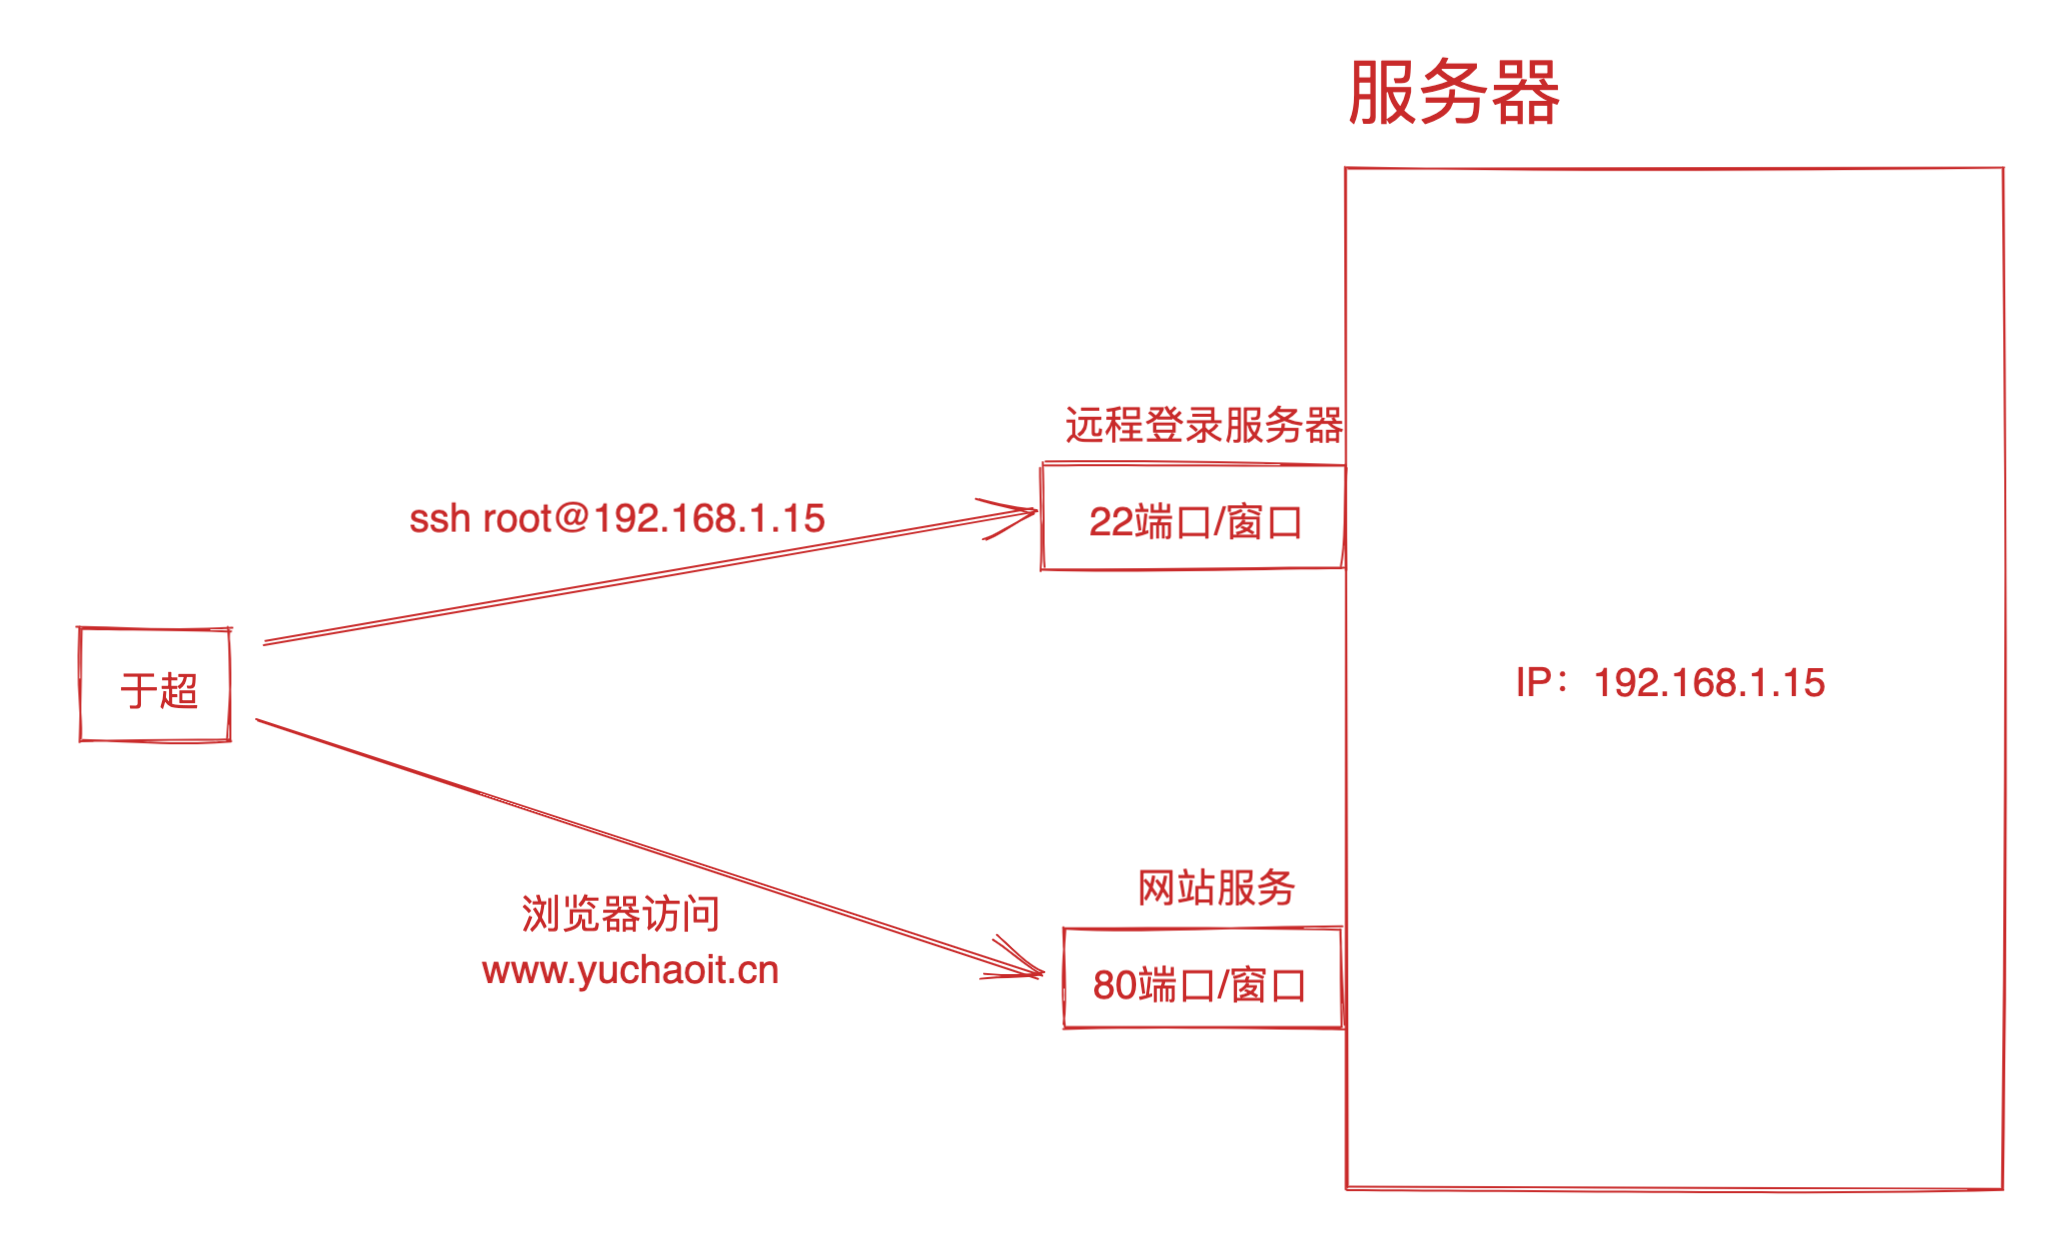 服务器
远程登录服务器
ssh root@192.168.1.15
22端口/窗口
于超
IP：192.168.1.15
网站服务
浏览器访问
www.yuchaoit.cn
80端口/窗口